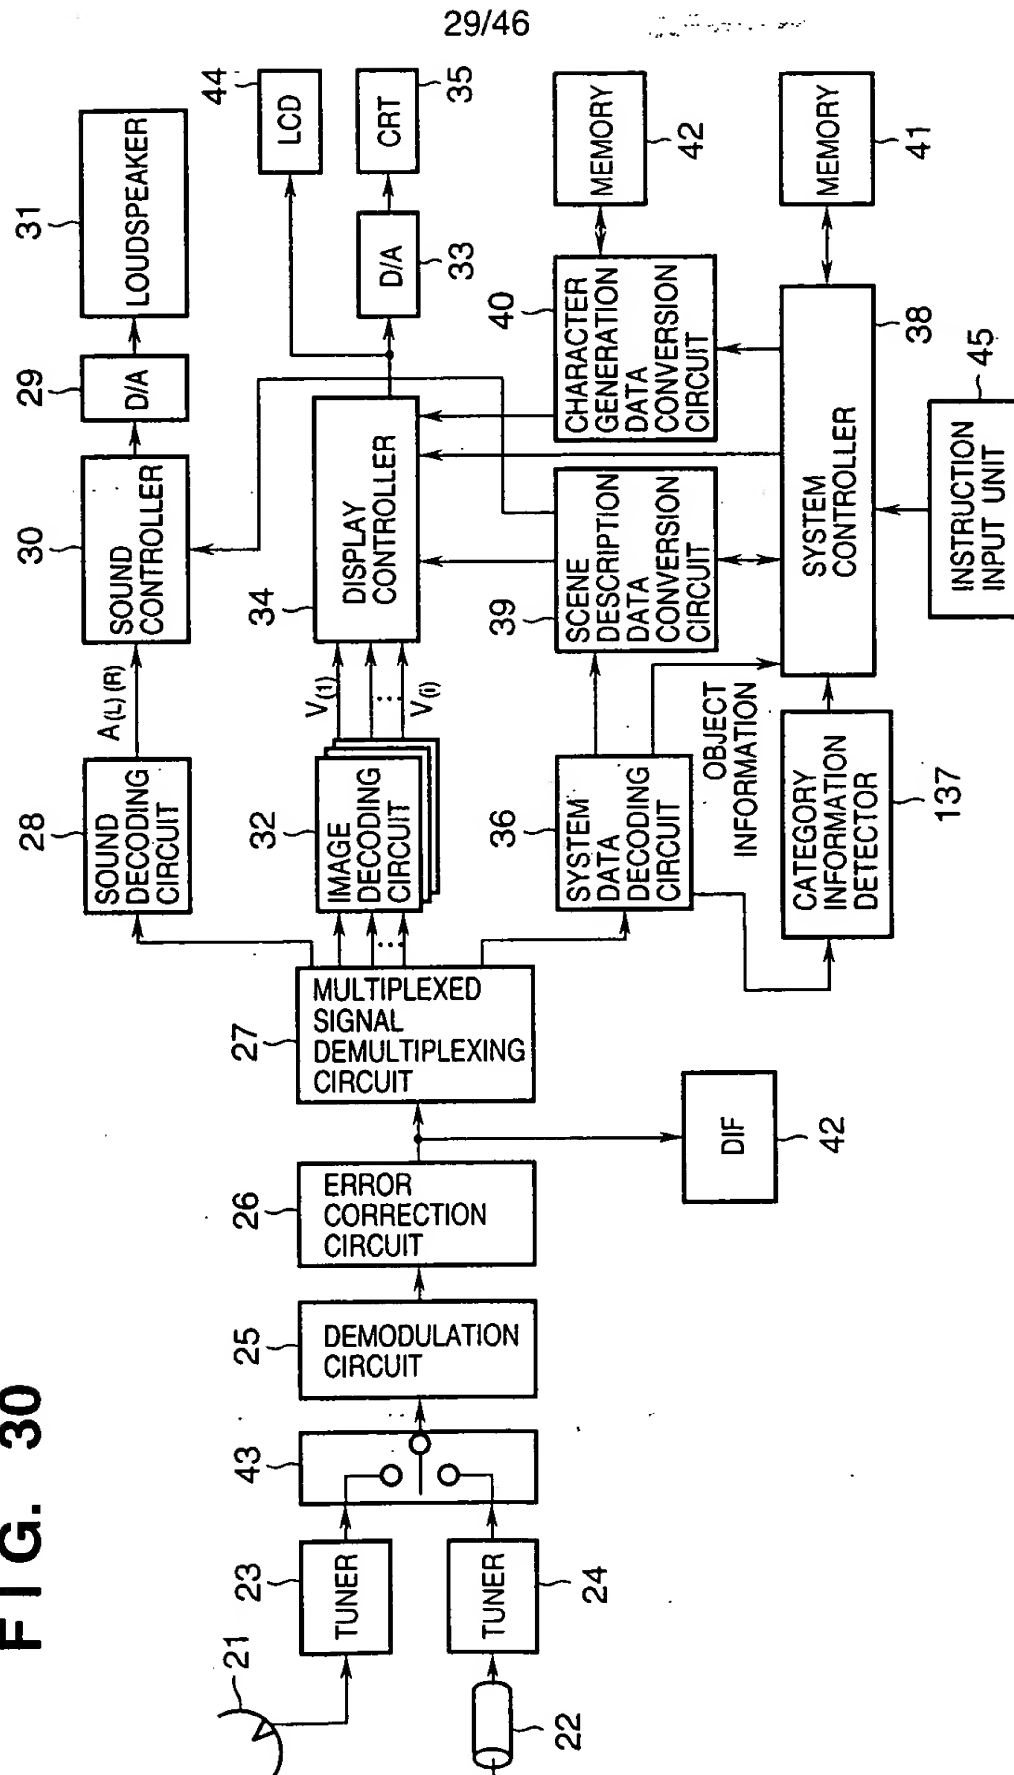 29/46
FIG. 30
21
22
23
TUNER
24
TUNER
43
25
DEMODULATION
CIRCUIT
26
ERROR
CORRECTION
CIRCUIT
DIF
42
27
MULTIPLEXED
SIGNAL
DEMULTIPLEXING
CIRCUIT
28
SOUND
DECODING
CIRCUIT
A(L)(R)
30
SOUND
CONTROLLER
29
D/A
31
LOUDSPEAKER
32
IMAGE
DECODING
CIRCUIT
V(1)
V(i)
34
DISPLAY
CONTROLLER
44
LCD
D/A
33
CRT
35
36
SYSTEM
DATA
DECODING
CIRCUIT
OBJECT
INFORMATION
39
SCENE
DESCRIPTION
DATA
CONVERSION
CIRCUIT
40
CHARACTER
GENERATION
DATA
CONVERSION
CIRCUIT
MEMORY
42
CATEGORY
INFORMATION
DETECTOR
137
SYSTEM
CONTROLLER
38
MEMORY
41
INSTRUCTION
INPUT UNIT
45